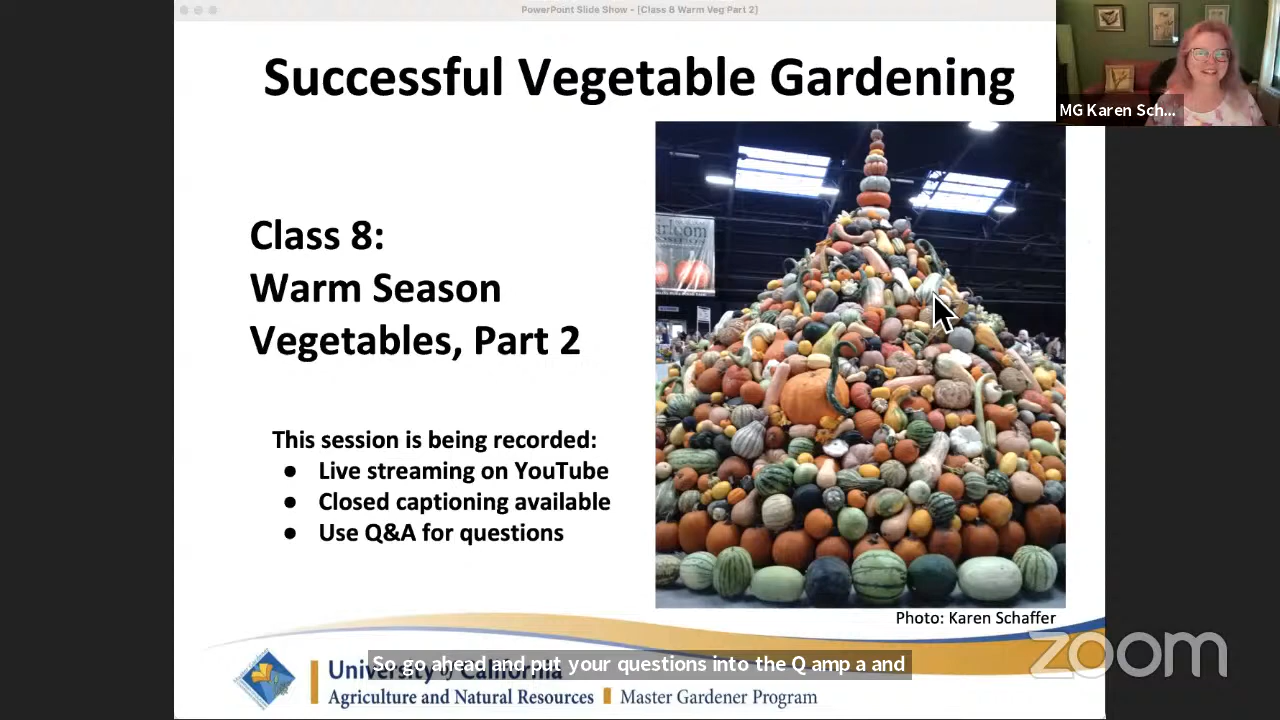 PowerPoint Slide Show - [Class 8 Warm Veg Part 2]
Successful Vegetable Gardening
MG Karen Sch...
Class 8:
Warm Season
Vegetables, Part 2
This session is being recorded:
● Live streaming on YouTube
● Closed captioning available
● Use Q&A for questions
Photo: Karen Schaffer
zoom
So go ahead and put your questions into the Q amp a and
University of California
Agriculture and Natural Resources Master Gardener Program